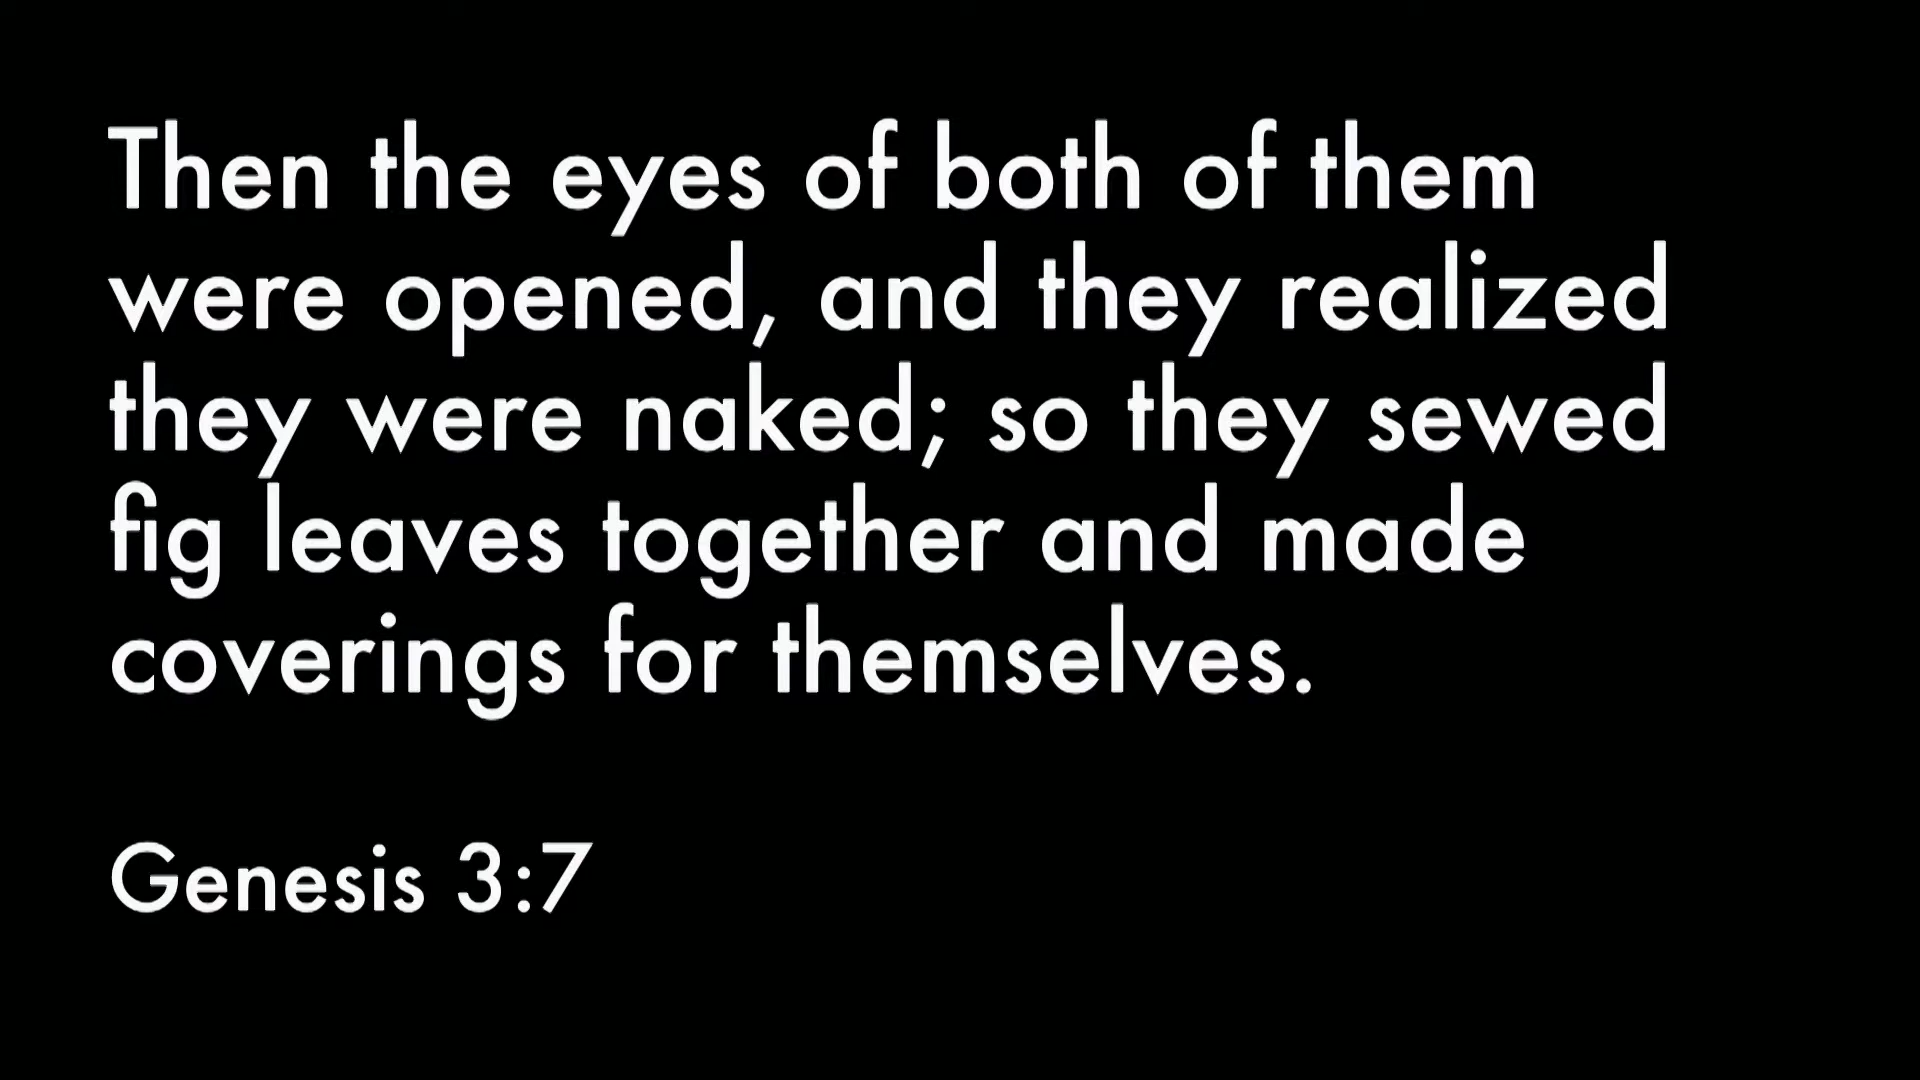 Then the eyes of both of them
were opened, and they realized
they were naked; so they sewed
fig leaves together and made
coverings for themselves.
Genesis 3:7